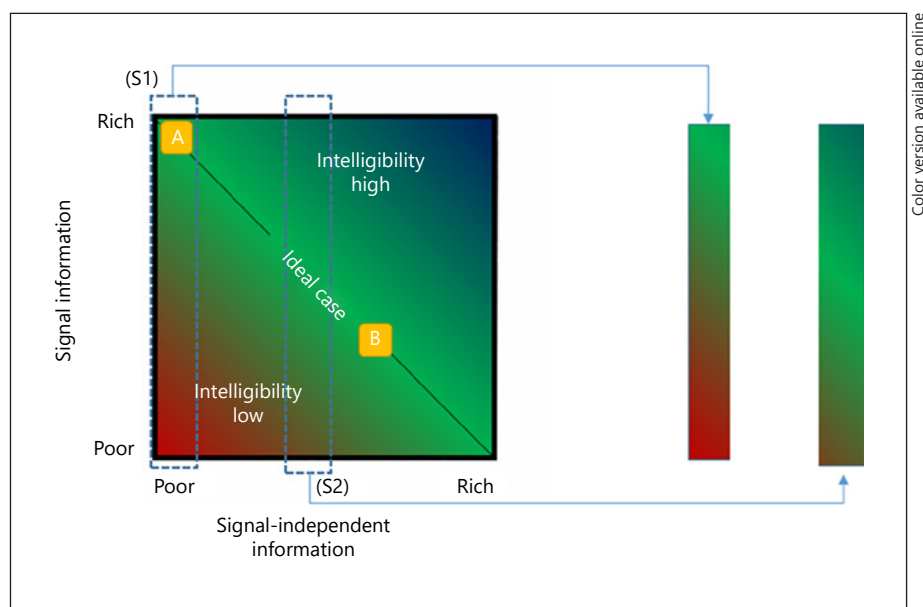 Color version available online
(S1)
Rich
A
Intelligibility
high
Signal information
Ideal case
B
Intelligibility
low
Poor
Poor
(S2)
Rich
Signal-independent
information